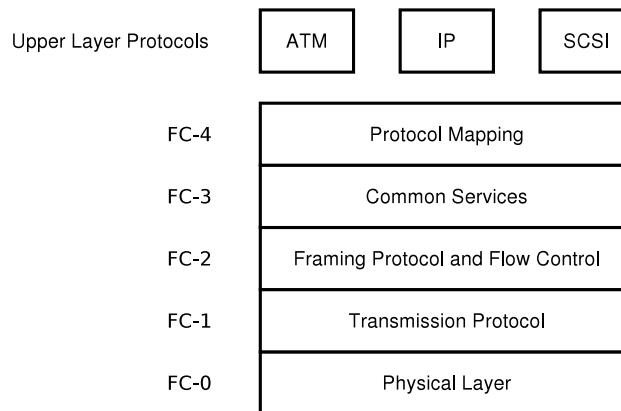 Upper Layer Protocols ATM IP SCSI
FC-4 Protocol Mapping
FC-3 Common Services
FC-2 Framing Protocol and Flow Control
FC-1 Transmission Protocol
FC-0 Physical Layer